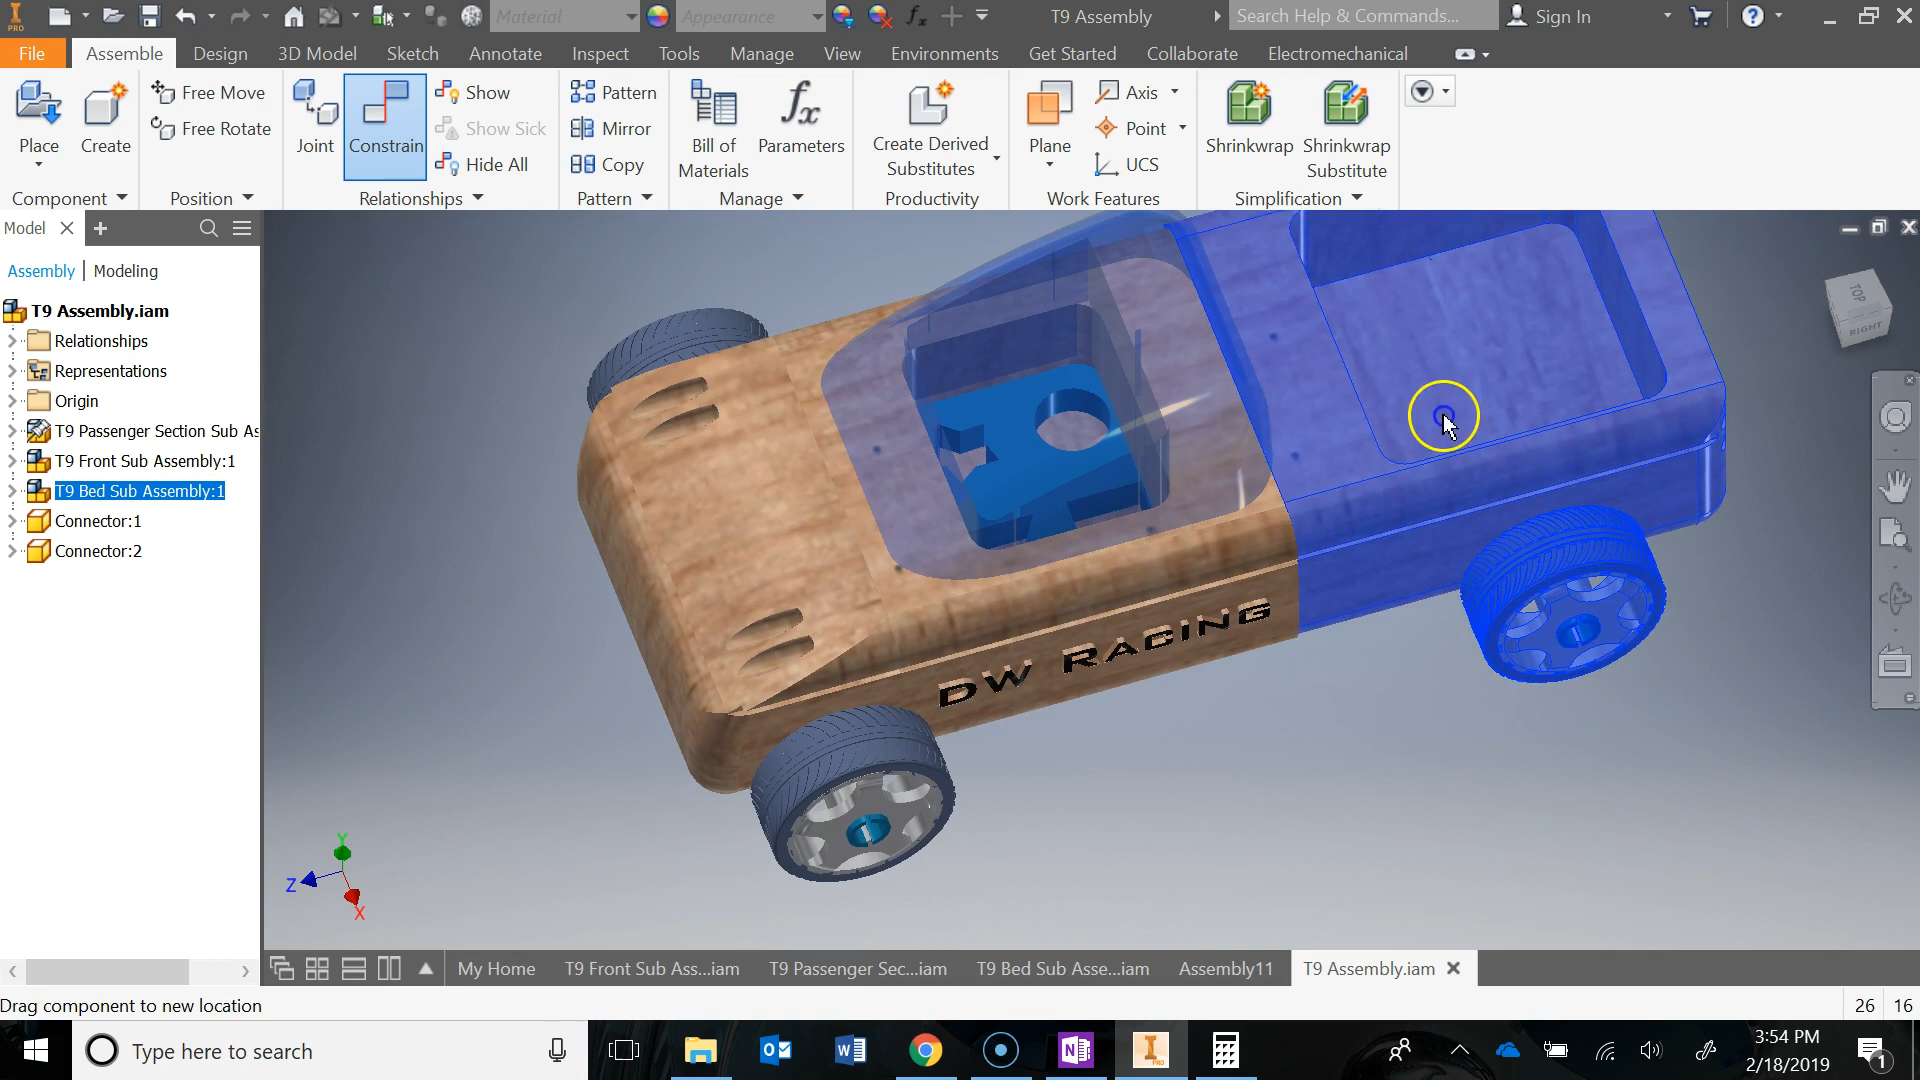 PRO
Material
Appearance
T9 Assembly
Search Help & Commands...
Sign In
File
Assemble
Design
3D Model
Sketch
Annotate
Inspect
Tools
Manage
View
Environments
Get Started
Collaborate
Electromechanical
Place
Create
Free Move
Free Rotate
Joint
Constrain
Show
Show Sick
Hide All
Pattern
Mirror
Copy
Bill of Materials
Parameters
Create Derived Substitutes
Plane
Axis
Point
UCS
Shrinkwrap
Shrinkwrap Substitute
Component
Position
Relationships
Pattern
Manage
Productivity
Work Features
Simplification
Model
Assembly | Modeling
T9 Assembly.iam
Relationships
Representations
Origin
T9 Passenger Section Sub As
T9 Front Sub Assembly:1
T9 Bed Sub Assembly:1
Connector:1
Connector:2
TOP
RIGHT
DW RACING
Y
Z
X
My Home
T9 Front Sub Ass...iam
T9 Passenger Sec...iam
T9 Bed Sub Asse...iam
Assembly11
T9 Assembly.iam
Drag component to new location
26
16
Type here to search
3:54 PM
2/18/2019
1